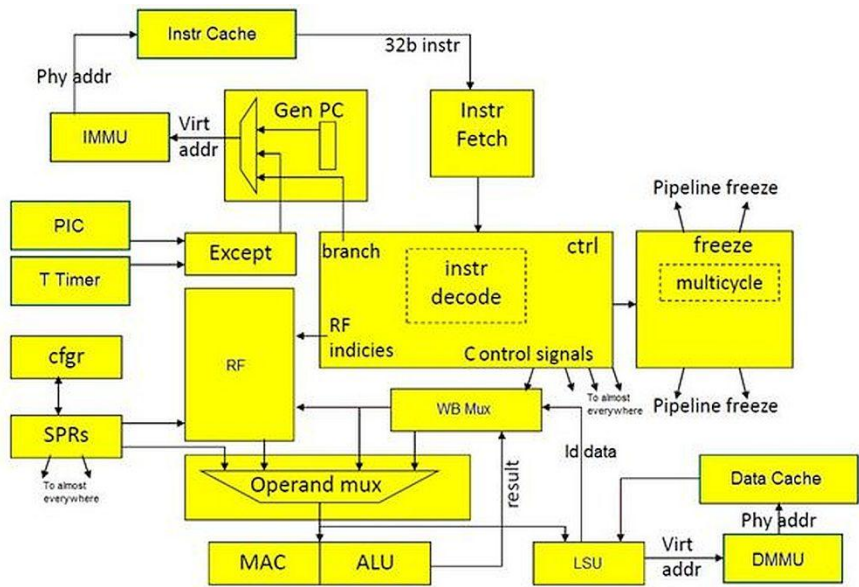 Instr Cache
32b instr
Phy addr
Gen PC
Instr
Fetch
IMMU
Virt
addr
Pipeline freeze
PIC
Except
T Timer
branch
ctrl
instr
decode
freeze
multicycle
RF
indicies
RF
cfgr
Control signals
To almost
everywhere
Pipeline freeze
WB Mux
SPRs
To almost
everywhere
Operand mux
result
ld data
Data Cache
Phy addr
MAC
ALU
LSU
Virt
addr
DMMU